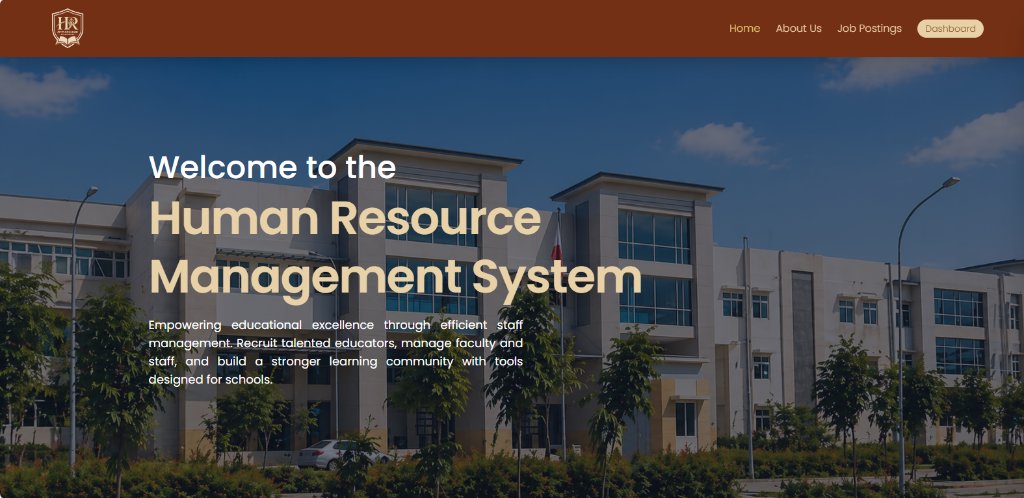 HR
Home
About Us
Job Postings
Dashboard
Welcome to the
Human Resource
Management System
Empowering educational excellence through efficient staff
management. Recruit talented educators, manage faculty and
staff, and build a stronger learning community with tools
designed for schools.